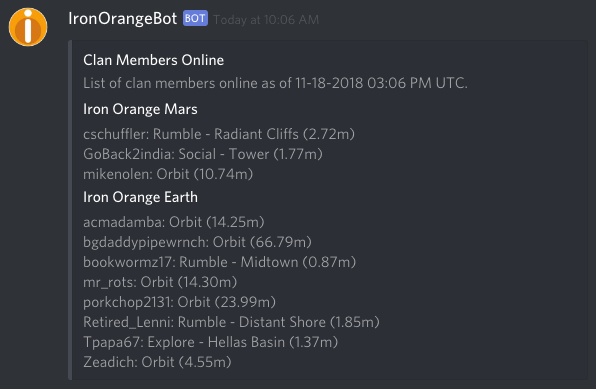 IronOrangeBot BOT Today at 10:06 AM
Clan Members Online
List of clan members online as of 11-18-2018 03:06 PM UTC.
Iron Orange Mars
cschuffler: Rumble - Radiant Cliffs (2.72m)
GoBack2india: Social - Tower (1.77m)
mikenolen: Orbit (10.74m)
Iron Orange Earth
acmadamba: Orbit (14.25m)
bgdaddypipewrnch: Orbit (66.79m)
bookwormz17: Rumble - Midtown (0.87m)
mr_rots: Orbit (14.30m)
porkchop2131: Orbit (23.99m)
Retired_Lenni: Rumble - Distant Shore (1.85m)
Tpapa67: Explore - Hellas Basin (1.37m)
Zeadich: Orbit (4.55m)